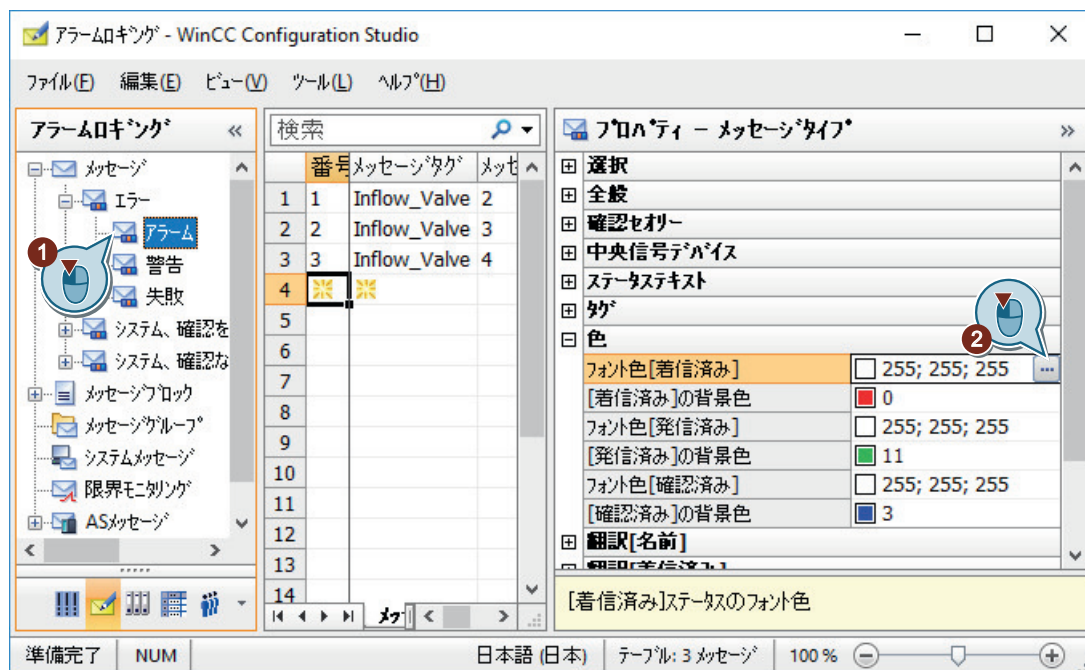 アラームロギング - WinCC Configuration Studio
ファイル(F) 編集(E) ビュー(V) ツール(L) ヘルプ(H)
アラームロギング «
メッセージ
エラー
アラーム
1
警告
失敗
システム、確認を
システム、確認な
メッセージブロック
メッセージグループ
システムメッセージ
限界モニタリング
ASメッセージ
検索
番号 メッセージタグ メッセ
1 1 Inflow_Valve 2
2 2 Inflow_Valve 3
3 3 Inflow_Valve 4
4
5
6
7
8
9
10
11
12
13
14
メッ
プロパティ - メッセージタイプ »
選択
全般
確認セオリー
中央信号デバイス
ステータステキスト
タグ
2
色
フォント色[着信済み] 255; 255; 255 ...
[着信済み]の背景色 0
フォント色[発信済み] 255; 255; 255
[発信済み]の背景色 11
フォント色[確認済み] 255; 255; 255
[確認済み]の背景色 3
翻訳[名前]
翻訳[着信済み]
[着信済み]ステータスのフォント色
準備完了 NUM 日本語 (日本) テーブル: 3 メッセージ 100 %